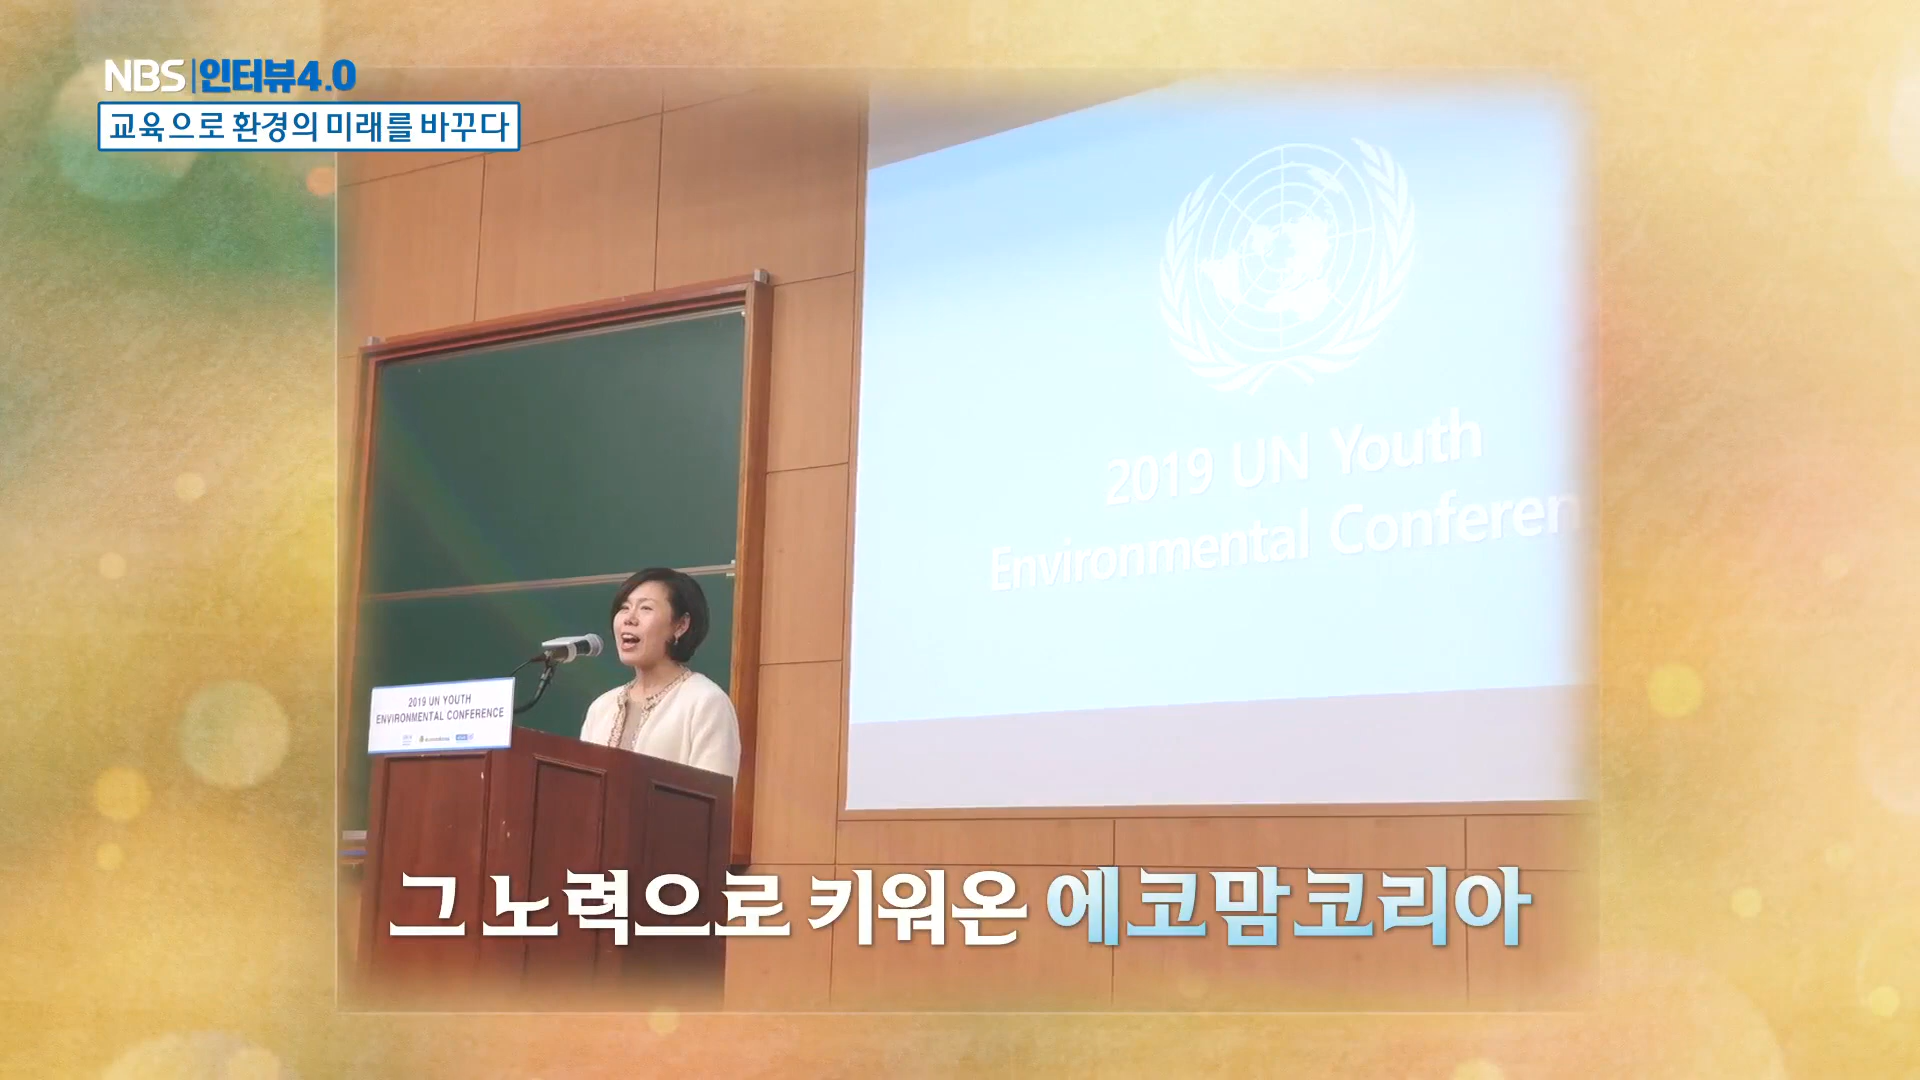 NBS 인터뷰4.0
교육으로 환경의 미래를 바꾸다
2019 UN Youth
Environmental Conferen
2019 UN YOUTH
ENVIRONMENTAL CONFERENCE
그 노력으로 키워온 에코맘코리아